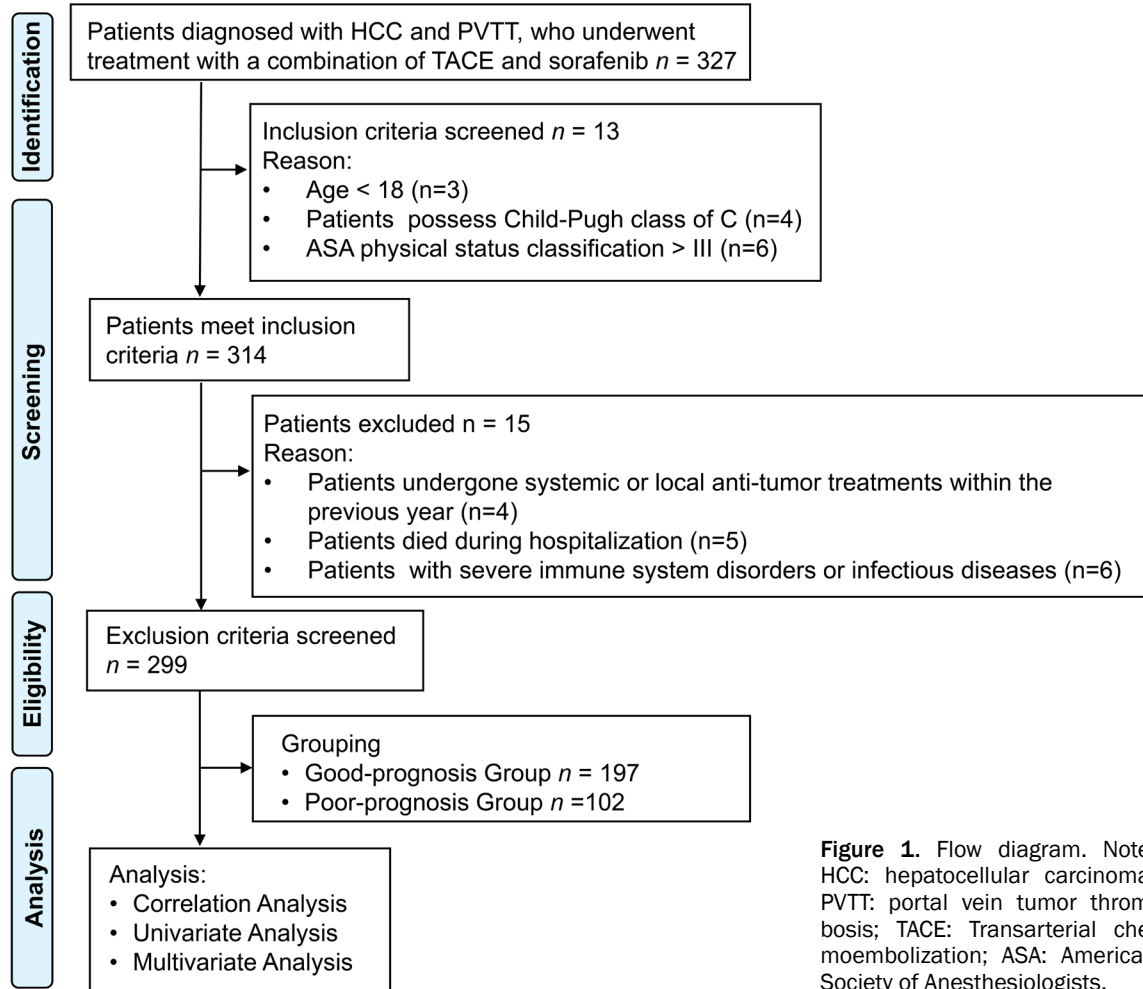 Identification
Patients diagnosed with HCC and PVTT, who underwent
treatment with a combination of TACE and sorafenib n = 327
Inclusion criteria screened n = 13
Reason:
• Age < 18 (n=3)
• Patients possess Child-Pugh class of C (n=4)
• ASA physical status classification > III (n=6)
Screening
Patients meet inclusion
criteria n = 314
Patients excluded n = 15
Reason:
• Patients undergone systemic or local anti-tumor treatments within the
previous year (n=4)
• Patients died during hospitalization (n=5)
• Patients with severe immune system disorders or infectious diseases (n=6)
Eligibility
Exclusion criteria screened
n = 299
Grouping
• Good-prognosis Group n = 197
• Poor-prognosis Group n =102
Analysis
Analysis:
• Correlation Analysis
• Univariate Analysis
• Multivariate Analysis
Figure 1. Flow diagram. Note
HCC: hepatocellular carcinoma
PVTT: portal vein tumor throm-
bosis; TACE: Transarterial che-
moembolization; ASA: America
Society of Anesthesiologists.